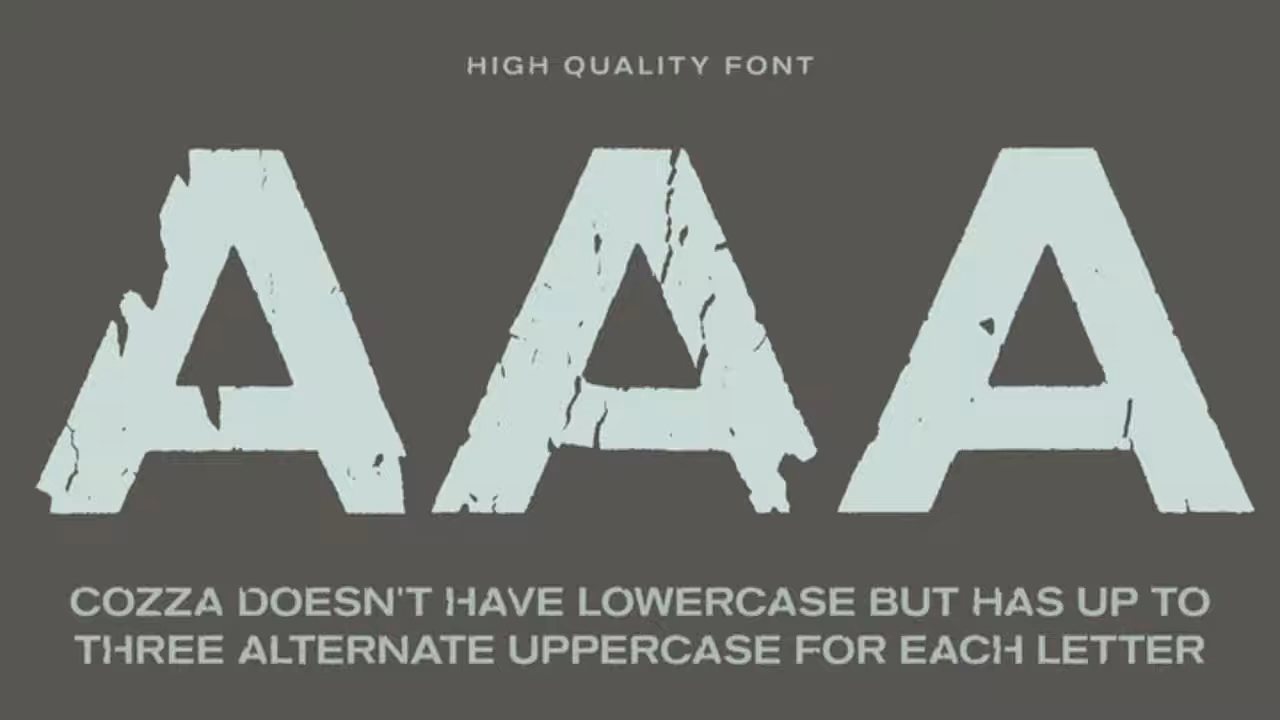 HIGH QUALITY FONT
AAA
COZZA DOESN'T HAVE LOWERCASE BUT HAS UP TO
THREE ALTERNATE UPPERCASE FOR EACH LETTER